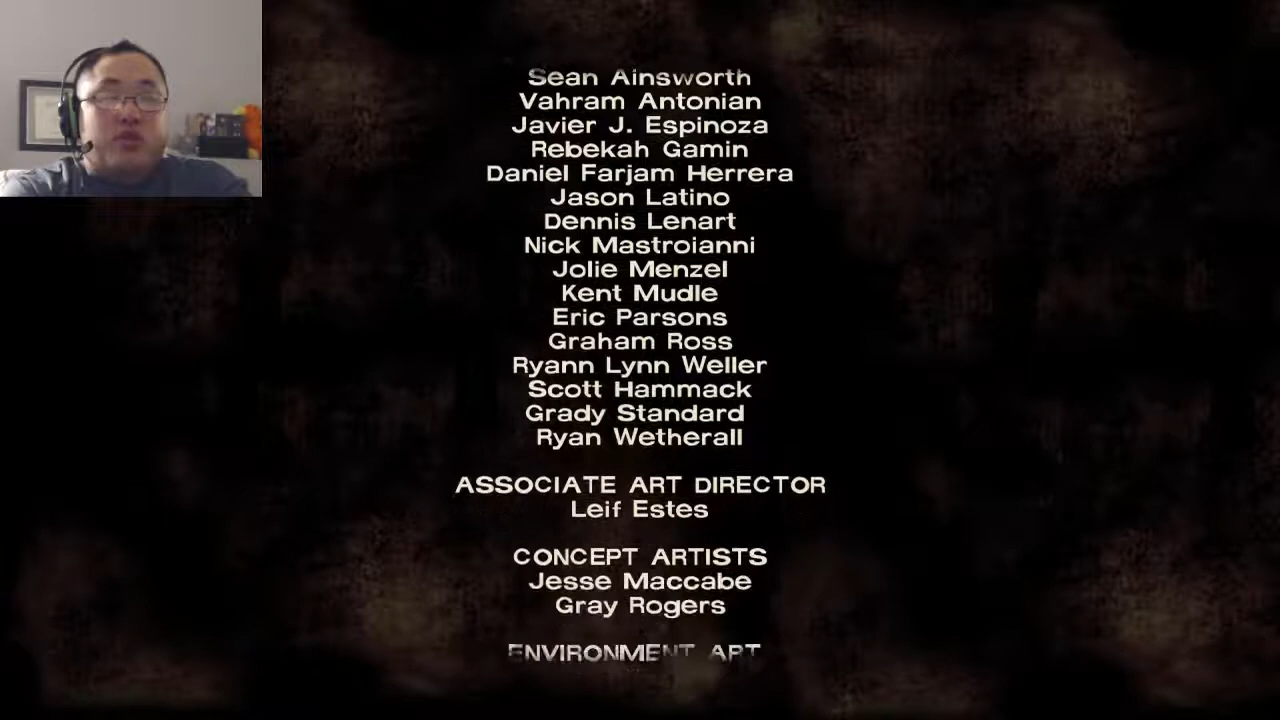 Sean Ainsworth
Vahram Antonian
Javier J. Espinoza
Rebekah Gamin
Daniel Farjam Herrera
Jason Latino
Dennis Lenart
Nick Mastroianni
Jolie Menzel
Kent Mudle
Eric Parsons
Graham Ross
Ryann Lynn Weller
Scott Hammack
Grady Standard
Ryan Wetherall
ASSOCIATE ART DIRECTOR
Leif Estes
CONCEPT ARTISTS
Jesse Maccabe
Gray Rogers
ENVIRONMENT ART